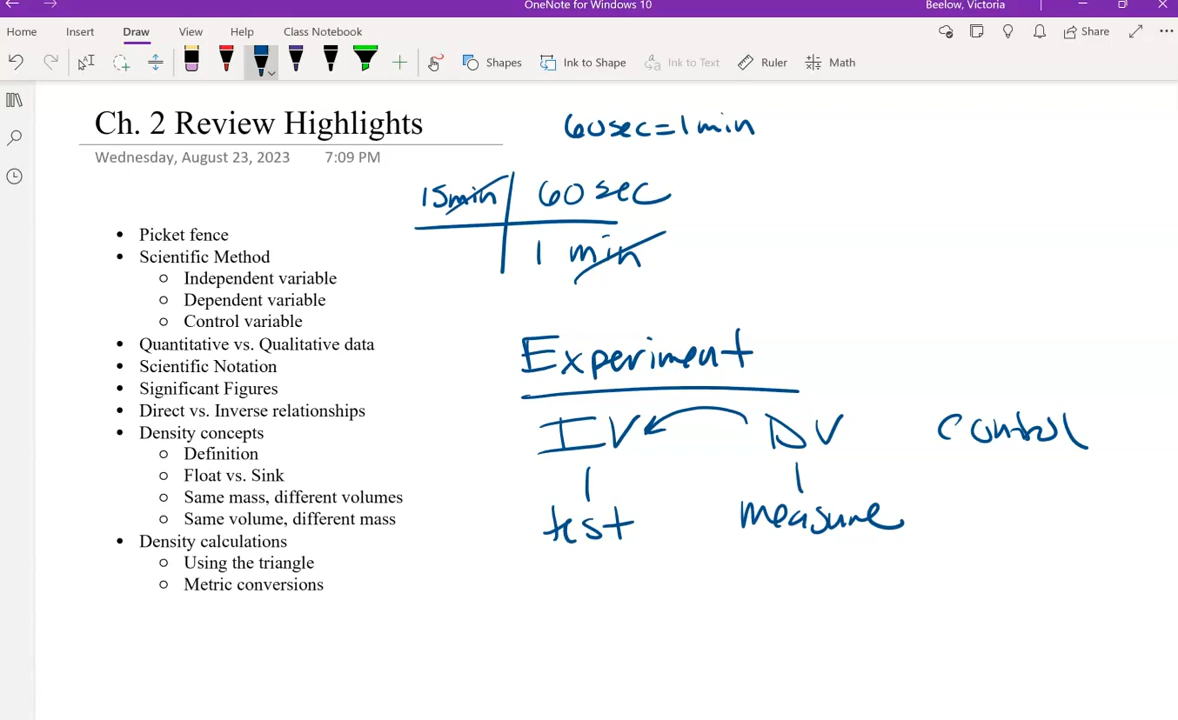 OneNote for Windows 10
Beelow, Victoria
Home Insert Draw View Help Class Notebook
Share
Shapes Ink to Shape Ink to Text Ruler Math
Ch. 2 Review Highlights
Wednesday, August 23, 2023 7:09 PM
60sec=1min
15min 60 sec
1 min
• Picket fence
• Scientific Method
o Independent variable
o Dependent variable
o Control variable
• Quantitative vs. Qualitative data
• Scientific Notation
• Significant Figures
• Direct vs. Inverse relationships
• Density concepts
o Definition
o Float vs. Sink
o Same mass, different volumes
o Same volume, different mass
• Density calculations
o Using the triangle
o Metric conversions
Experiment
IV DV Control
test measure